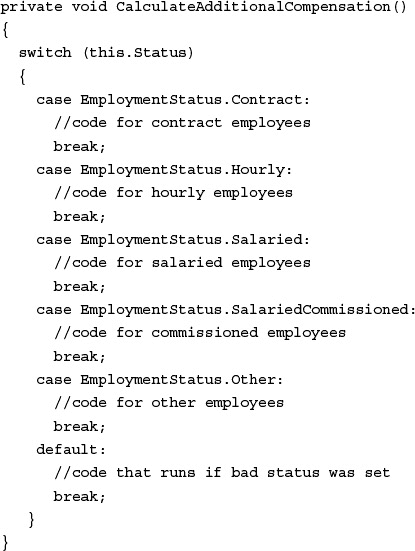 private void CalculateAdditionalCompensation()
{
  switch (this.Status)
  {
    case EmploymentStatus.Contract:
      //code for contract employees
      break;
    case EmploymentStatus.Hourly:
      //code for hourly employees
      break;
    case EmploymentStatus.Salaried:
      //code for salaried employees
      break;
    case EmploymentStatus.SalariedCommissioned:
      //code for commissioned employees
      break;
    case EmploymentStatus.Other:
      //code for other employees
      break;
    default:
      //code that runs if bad status was set
      break;
   }
}